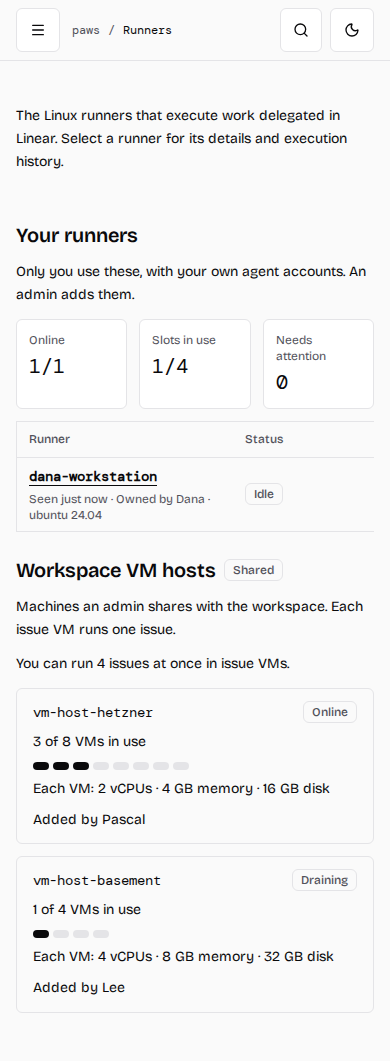 paws / Runners
The Linux runners that execute work delegated in
Linear. Select a runner for its details and execution
history.
Your runners
Only you use these, with your own agent accounts. An
admin adds them.
Online
1/1
Slots in use
1/4
Needs
attention
0
Runner Status
dana-workstation
Seen just now · Owned by Dana ·
ubuntu 24.04
Idle
Workspace VM hosts Shared
Machines an admin shares with the workspace. Each
issue VM runs one issue.
You can run 4 issues at once in issue VMs.
vm-host-hetzner Online
3 of 8 VMs in use
Each VM: 2 vCPUs · 4 GB memory · 16 GB disk
Added by Pascal
vm-host-basement Draining
1 of 4 VMs in use
Each VM: 4 vCPUs · 8 GB memory · 32 GB disk
Added by Lee